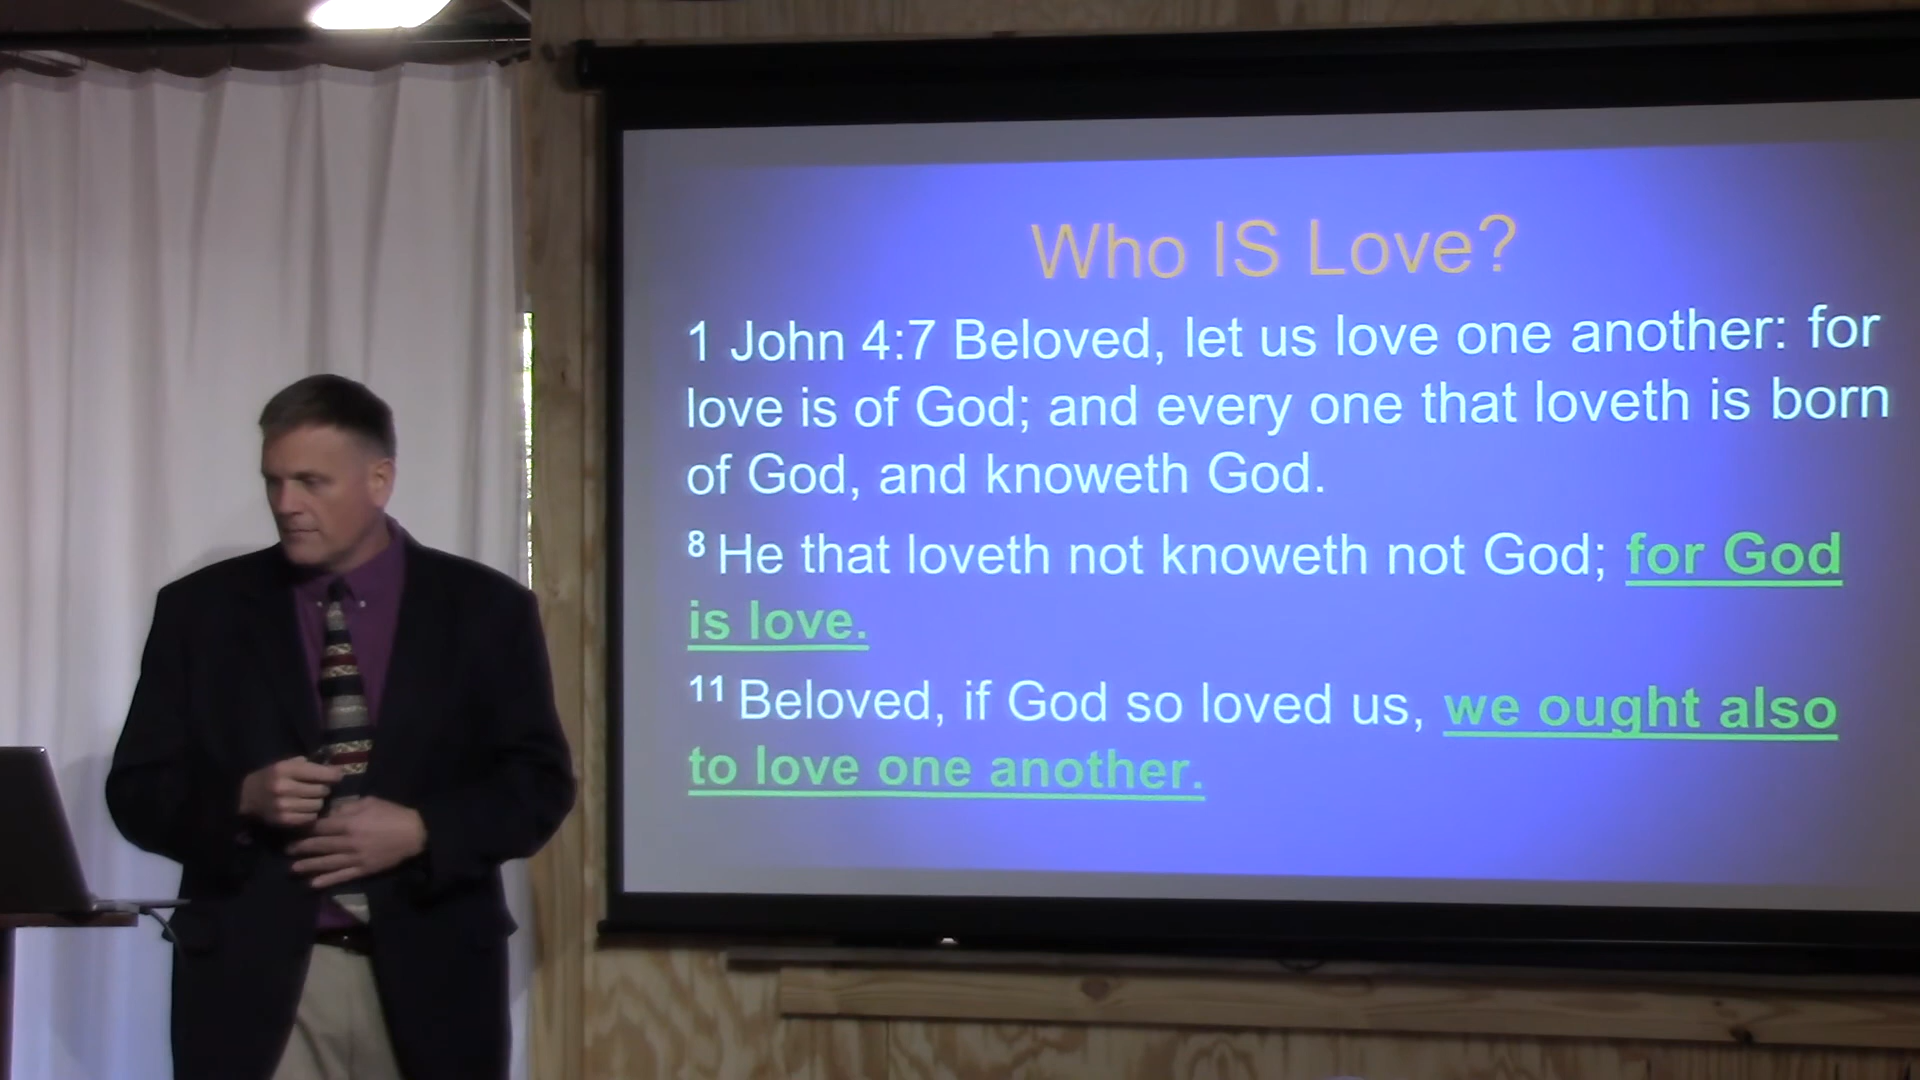 Who IS Love?
1 John 4:7 Beloved, let us love one another: for
love is of God; and every one that loveth is born
of God, and knoweth God.
8 He that loveth not knoweth not God; for God
is love.
11 Beloved, if God so loved us, we ought also
to love one another.